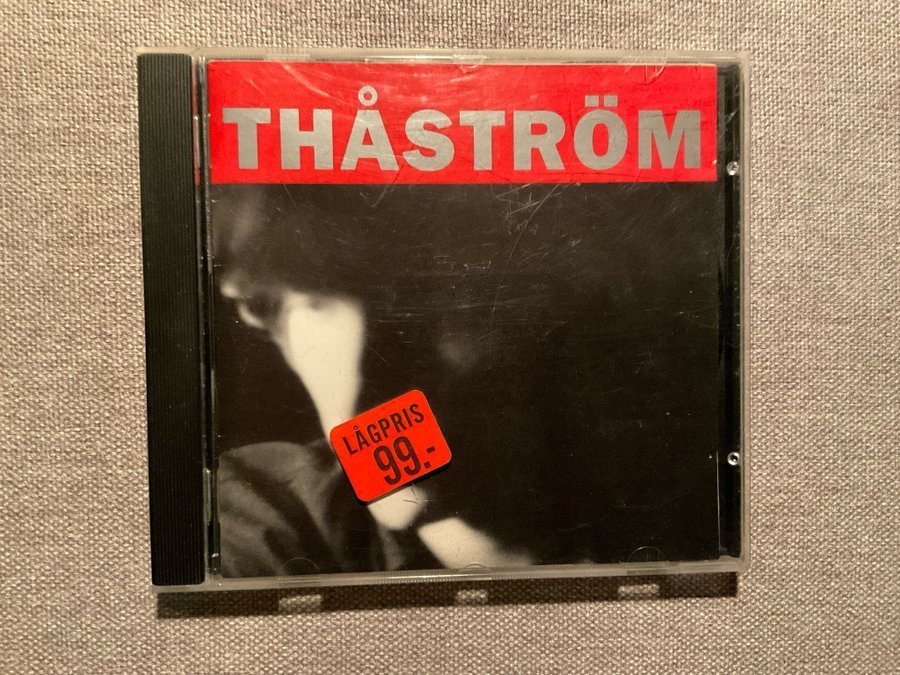 THÅSTRÖM
LÅGPRIS
99.-